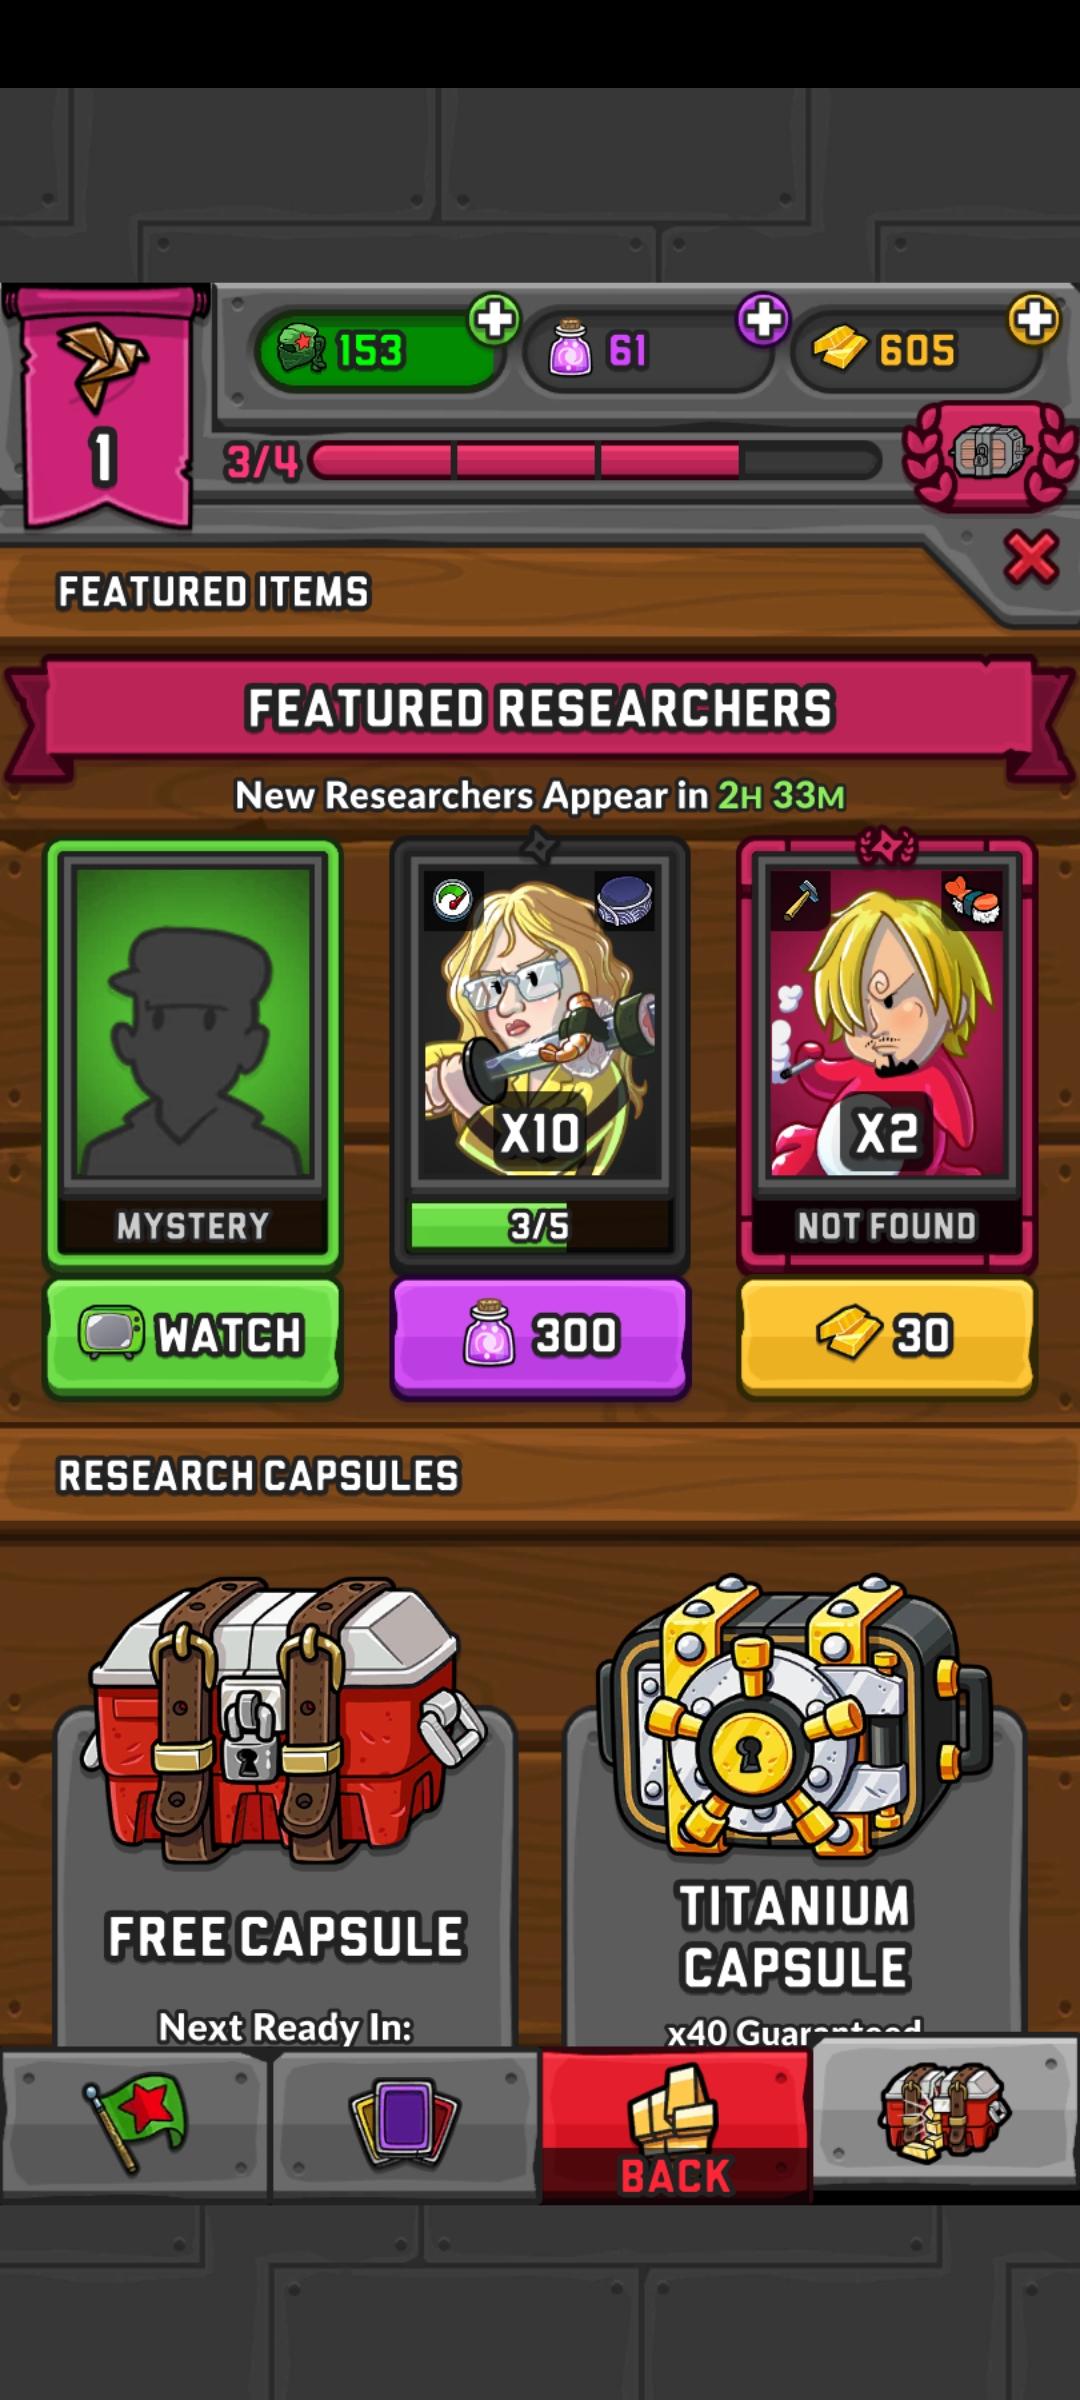 153
61
605
1
3/4
FEATURED ITEMS
FEATURED RESEARCHERS
New Researchers Appear in 2H 33M
X10
X2
MYSTERY
3/5
NOT FOUND
WATCH
300
30
RESEARCH CAPSULES
FREE CAPSULE
TITANIUM
CAPSULE
Next Ready In:
x40 Guaranteed
BACK